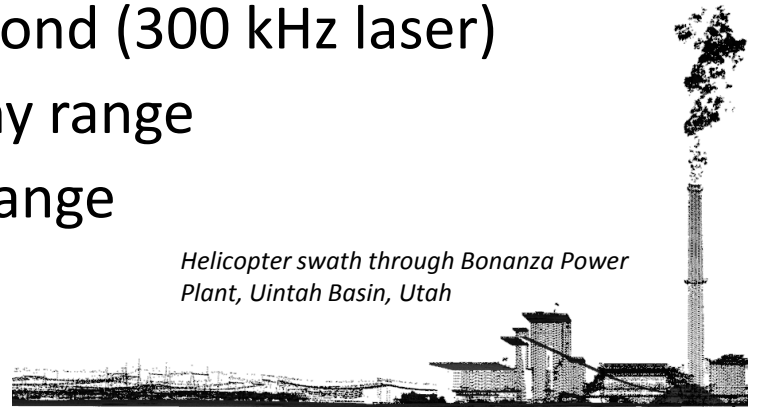 ond (300 kHz laser)
y range
ange
Helicopter swath through Bonanza Power
Plant, Uintah Basin, Utah